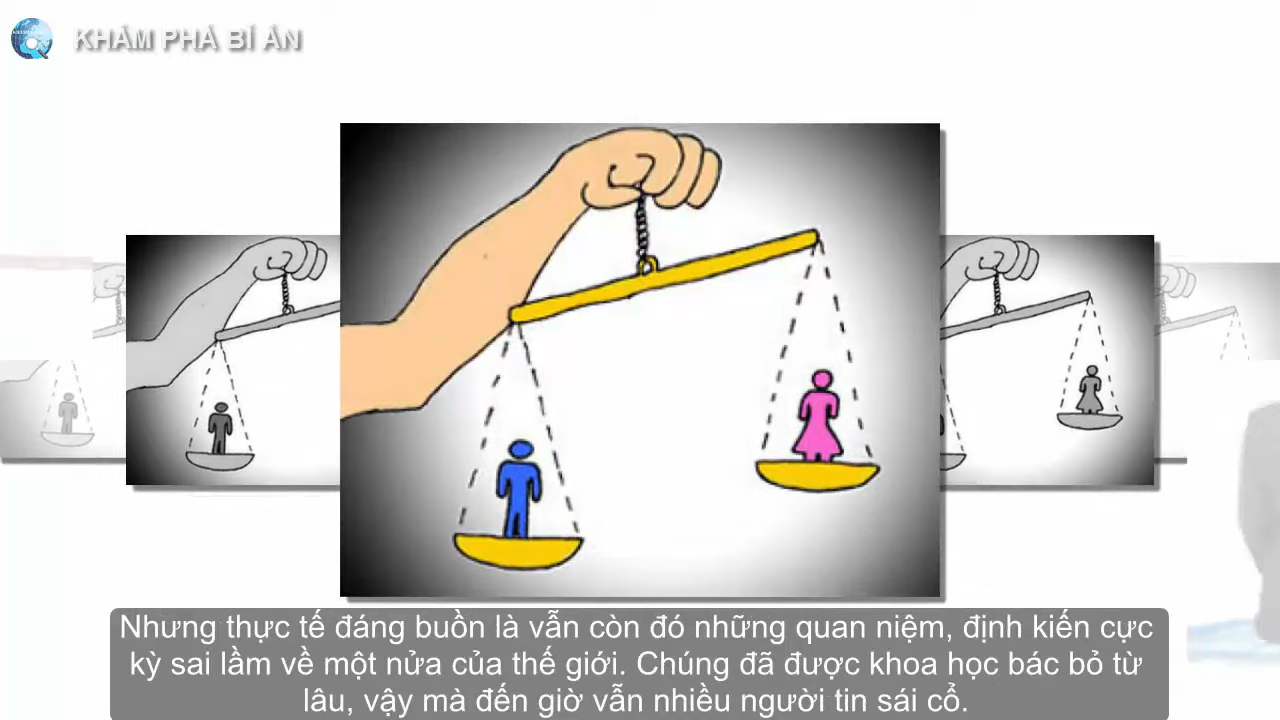 KHÁM PHÁ BÍ ẨN
Nhưng thực tế đáng buồn là vẫn còn đó những quan niệm, định kiến cực
kỳ sai lầm về một nửa của thế giới. Chúng đã được khoa học bác bỏ từ
lâu, vậy mà đến giờ vẫn nhiều người tin sái cổ.